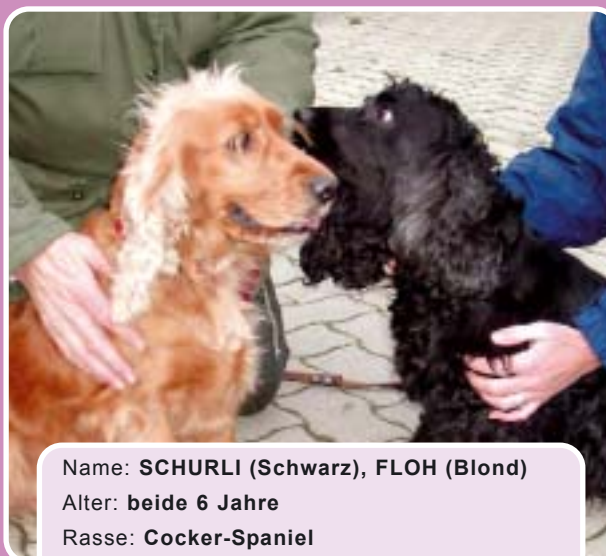 Name: SCHURLI (Schwarz), FLOH (Blond)
Alter: beide 6 Jahre
Rasse: Cocker-Spaniel